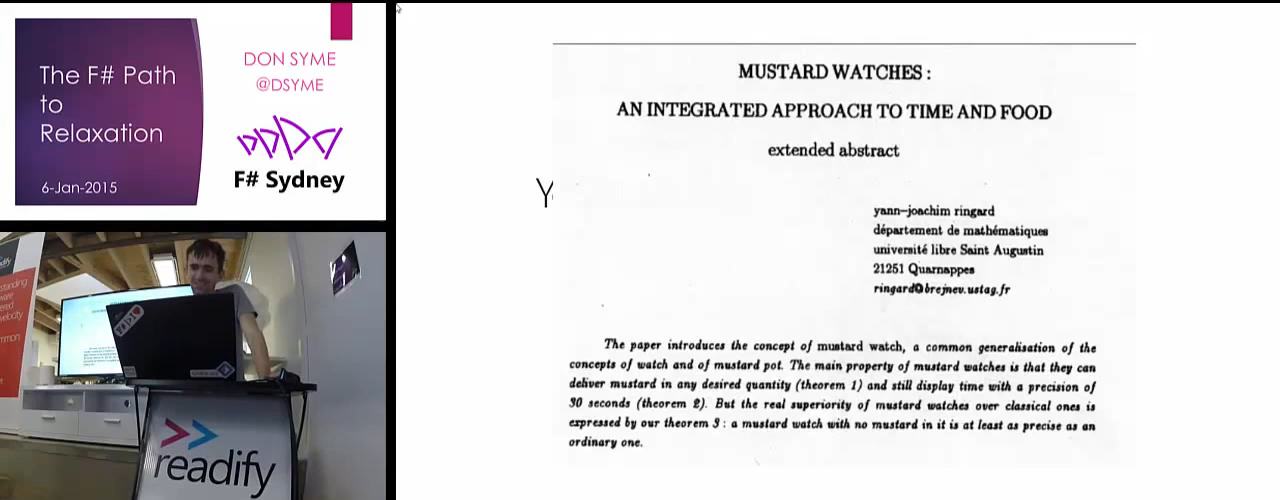 The F# Path
to
Relaxation
6-Jan-2015
DON SYME
@DSYME
F# Sydney
MUSTARD WATCHES :
AN INTEGRATED APPROACH TO TIME AND FOOD
extended abstract
yann-joachim ringard
département de mathématiques
université libre Saint Augustin
21251 Quarnappes
ringard@brejnev.ustag.fr
The paper introduces the concept of mustard watch, a common generalisation of the
concepts of watch and of mustard pot. The main property of mustard watches is that they can
deliver mustard in any desired quantity (theorem 1) and still display time with a precision of
30 seconds (theorem 2). But the real superiority of mustard watches over classical ones is
expressed by our theorem 3 : a mustard watch with no mustard in it is at least as precise as an
ordinary one.
readify